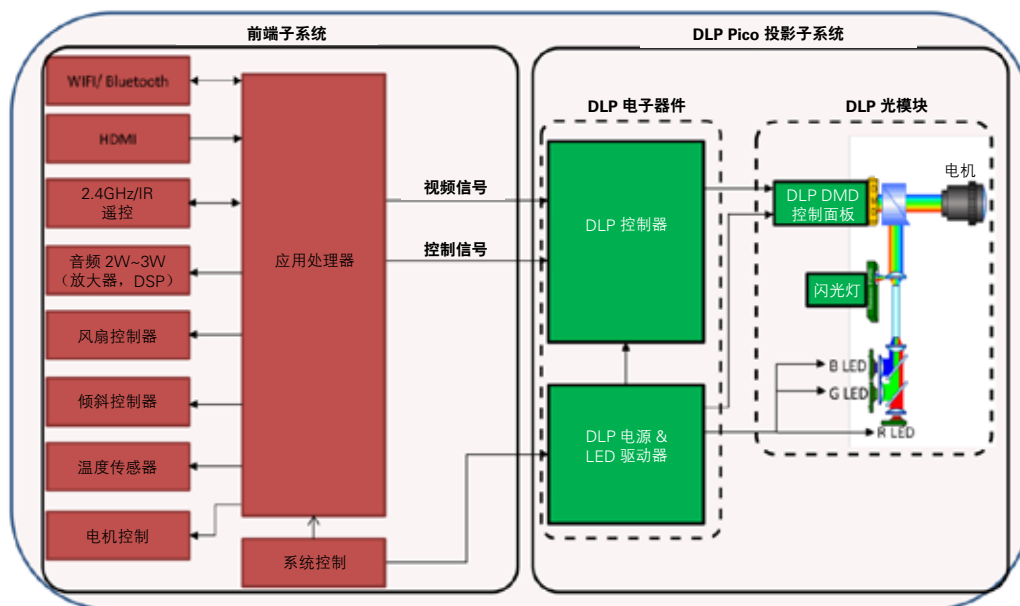 前端子系统
WIFI/ Bluetooth
HDMI
2.4GHz/IR
遥控
音频 2W~3W
（放大器，DSP）
风扇控制器
倾斜控制器
温度传感器
电机控制
应用处理器
系统控制
视频信号
控制信号
DLP Pico 投影子系统
DLP 电子器件
DLP 控制器
DLP 电源 &
LED 驱动器
DLP 光模块
电机
DLP DMD
控制面板
闪光灯
B LED
G LED
R LED